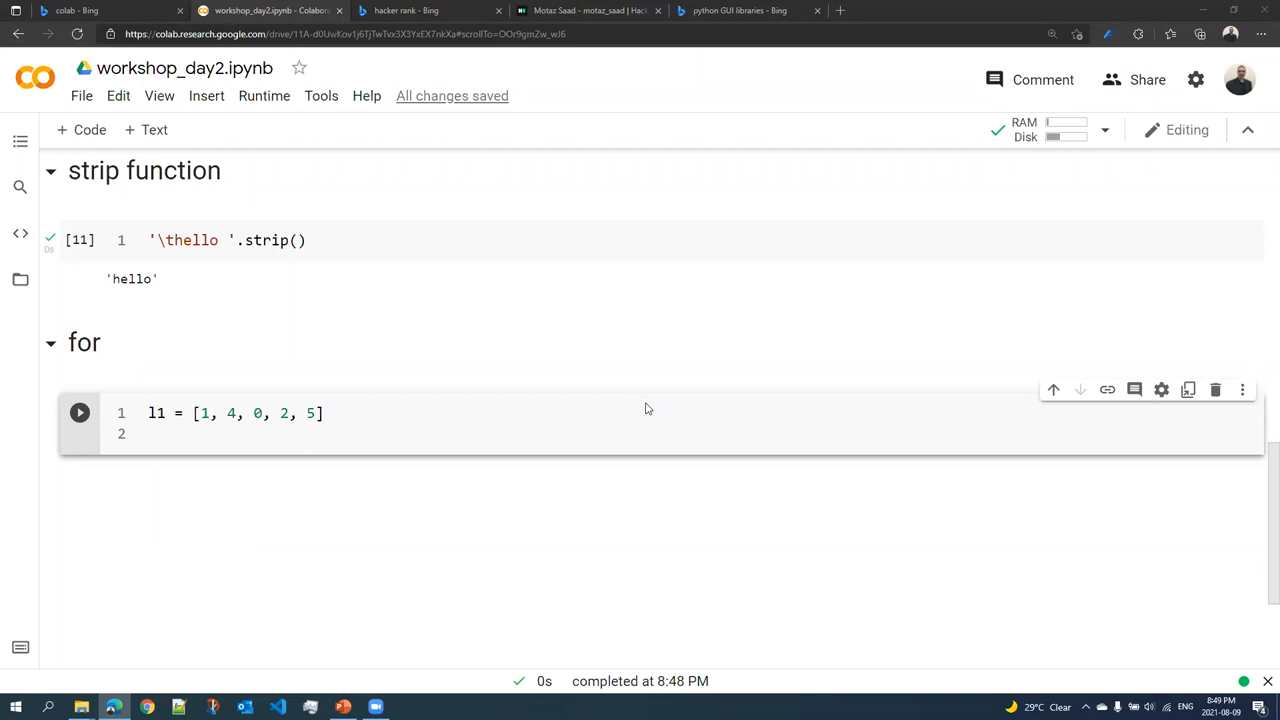 colab - Bing
workshop_day2.ipynb - Colabora
hacker rank - Bing
Motaz Saad - motaz_saad | Hack
python GUI libraries - Bing
https://colab.research.google.com/drive/11A-d0UwKov1j6TjTwTvx3X3YxEX7nkXa#scrollTo=OOr9gmZw_wJ6
workshop_day2.ipynb
Comment
Share
File Edit View Insert Runtime Tools Help All changes saved
+ Code + Text
RAM
Disk
Editing
strip function
[11] 1 '\thello '.strip()
0s
'hello'
for
1 l1 = [1, 4, 0, 2, 5]
2
0s completed at 8:48 PM
29°C Clear
ENG
8:49 PM
2021-08-09